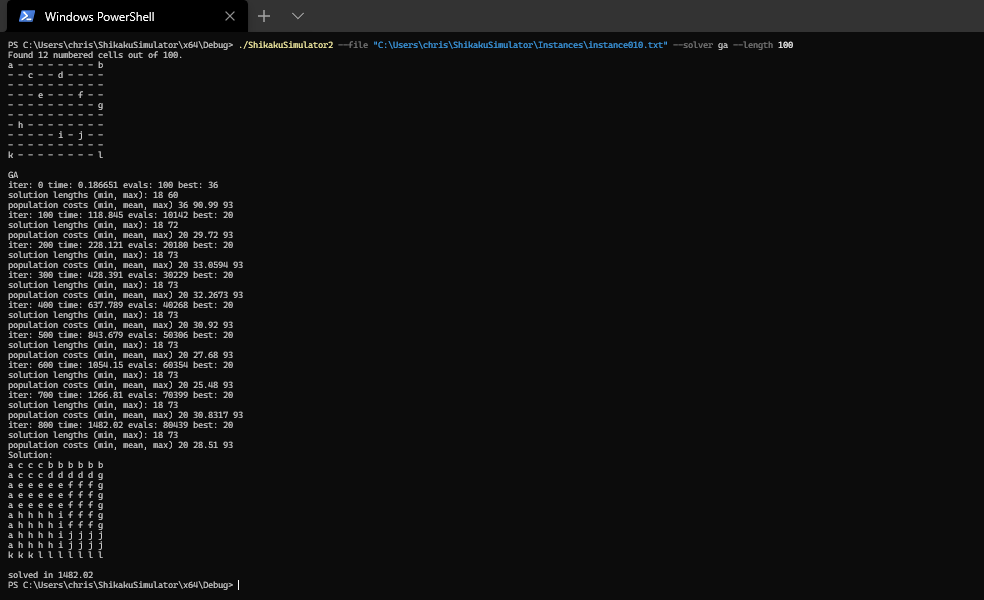 Windows PowerShell
PS C:\Users\chris\ShikakuSimulator\x64\Debug> ./ShikakuSimulator2 --file "C:\Users\chris\ShikakuSimulator\Instances\instance010.txt" --solver ga --length 100
Found 12 numbered cells out of 100.
a - - - - - - - - b
- - c - - d - - - -
- - - - - - - - - -
- - - e - - - f - -
- - - - - - - - - g
- - - - - - - - - -
- h - - - - - - - -
- - - - - i - j - -
- - - - - - - - - -
k - - - - - - - - l
GA
iter: 0 time: 0.186651 evals: 100 best: 36
solution lengths (min, max): 18 60
population costs (min, mean, max) 36 90.99 93
iter: 100 time: 118.845 evals: 10142 best: 20
solution lengths (min, max): 18 72
population costs (min, mean, max) 20 29.72 93
iter: 200 time: 228.121 evals: 20180 best: 20
solution lengths (min, max): 18 73
population costs (min, mean, max) 20 33.0594 93
iter: 300 time: 428.391 evals: 30229 best: 20
solution lengths (min, max): 18 73
population costs (min, mean, max) 20 32.2673 93
iter: 400 time: 637.789 evals: 40268 best: 20
solution lengths (min, max): 18 73
population costs (min, mean, max) 20 30.92 93
iter: 500 time: 843.679 evals: 50306 best: 20
solution lengths (min, max): 18 73
population costs (min, mean, max) 20 27.68 93
iter: 600 time: 1054.15 evals: 60354 best: 20
solution lengths (min, max): 18 73
population costs (min, mean, max) 20 25.48 93
iter: 700 time: 1266.81 evals: 70399 best: 20
solution lengths (min, max): 18 73
population costs (min, mean, max) 20 30.8317 93
iter: 800 time: 1482.02 evals: 80439 best: 20
solution lengths (min, max): 18 73
population costs (min, mean, max) 20 28.51 93
Solution:
a c c c b b b b b b
a c c c d d d d d g
a e e e e e f f f g
a e e e e e f f f g
a e e e e e f f f g
a h h h h i f f f g
a h h h h i f f f g
a h h h h i j j j j
a h h h h i j j j j
k k k l l l l l l l
solved in 1482.02
PS C:\Users\chris\ShikakuSimulator\x64\Debug>